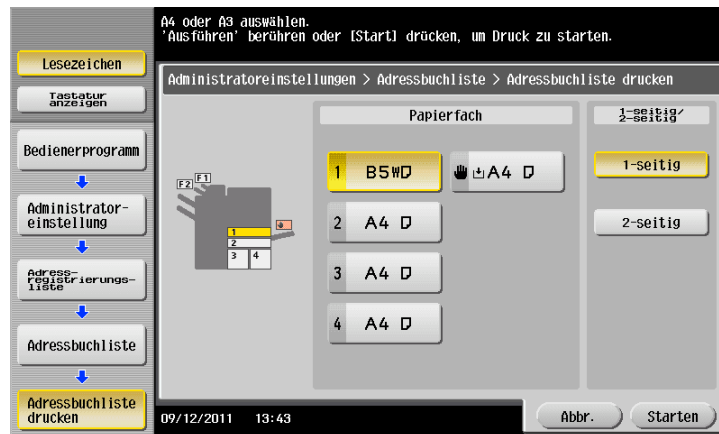 A4 oder A3 auswählen.
'Ausführen' berühren oder [Start] drücken, um Druck zu starten.
Lesezeichen
Tastatur
anzeigen
Bedienerprogramm
Administrator-
einstellung
Adress-
registrierungs-
liste
Adressbuchliste
Adressbuchliste
drucken
Administratoreinstellungen > Adressbuchliste > Adressbuchliste drucken
Papierfach
1-seitig/
2-seitig
F2 F1
1
2
3 4
1 B5WD
A4
2 A4
3 A4
4 A4
1-seitig
2-seitig
09/12/2011 13:43
Abbr.
Starten